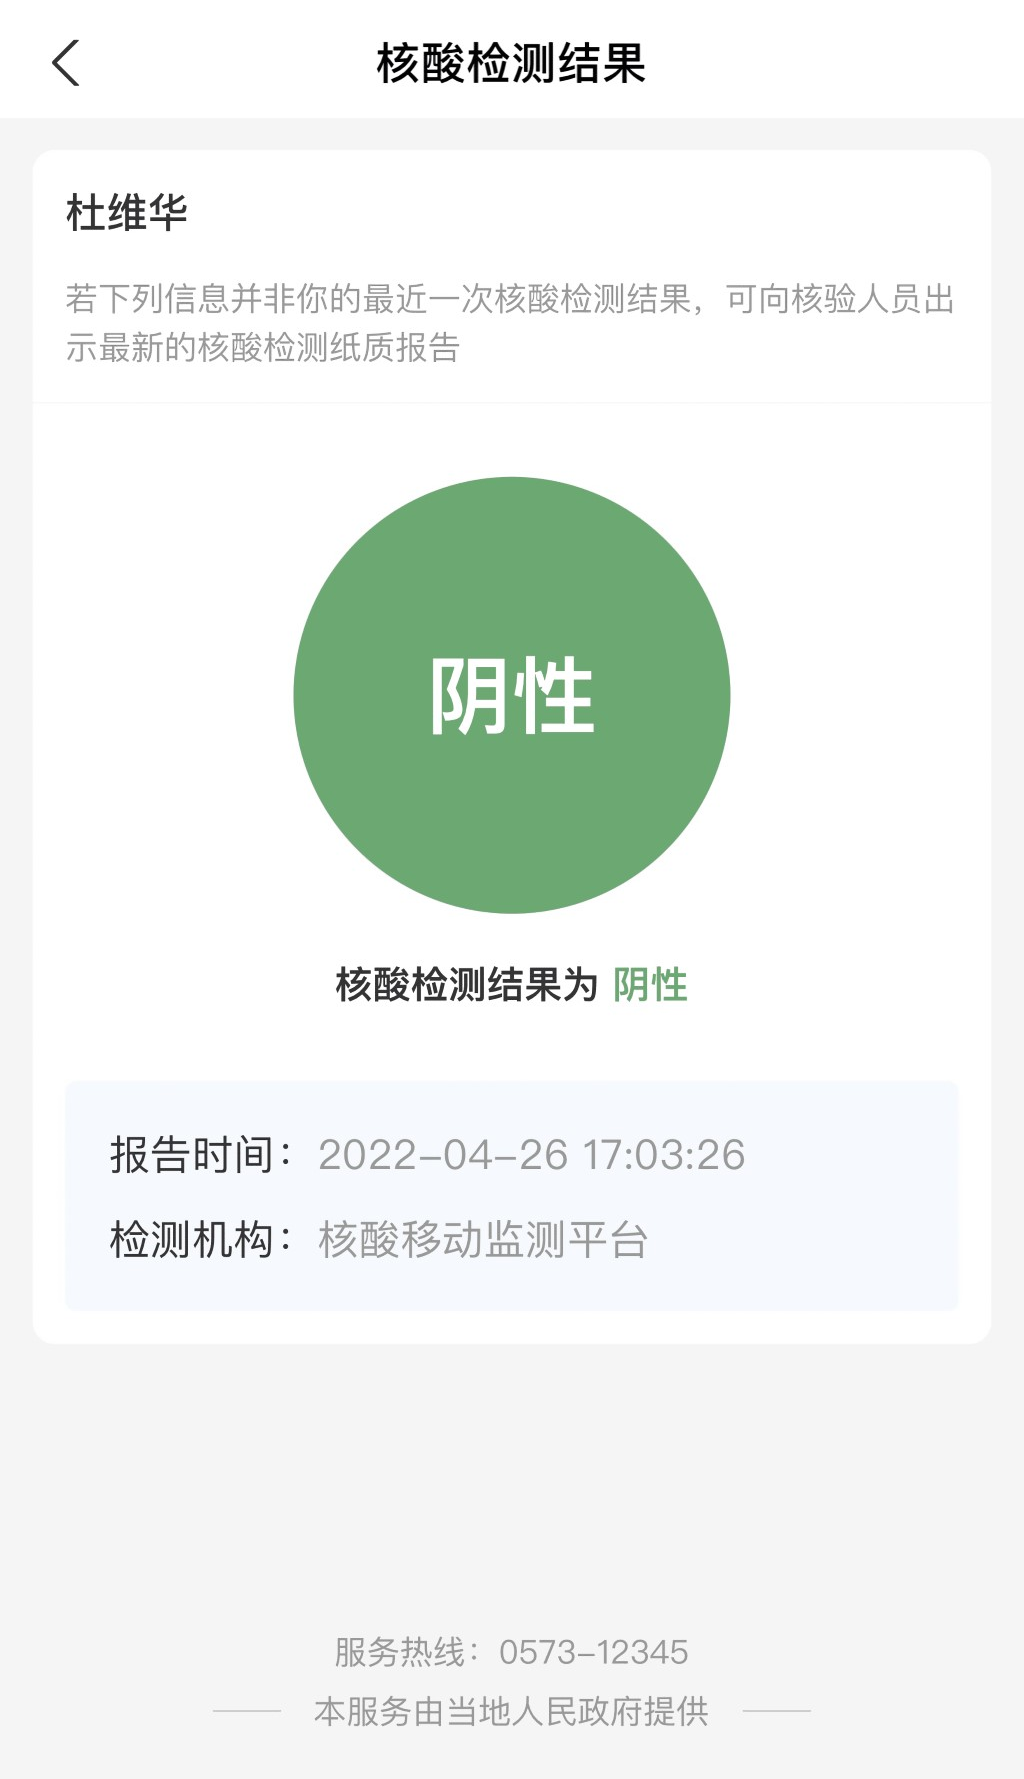 核酸检测结果
杜维华
若下列信息并非你的最近一次核酸检测结果，可向核验人员出
示最新的核酸检测纸质报告
阴性
核酸检测结果为 阴性
报告时间：2022-04-26 17:03:26
检测机构：核酸移动监测平台
服务热线：0573-12345
本服务由当地人民政府提供